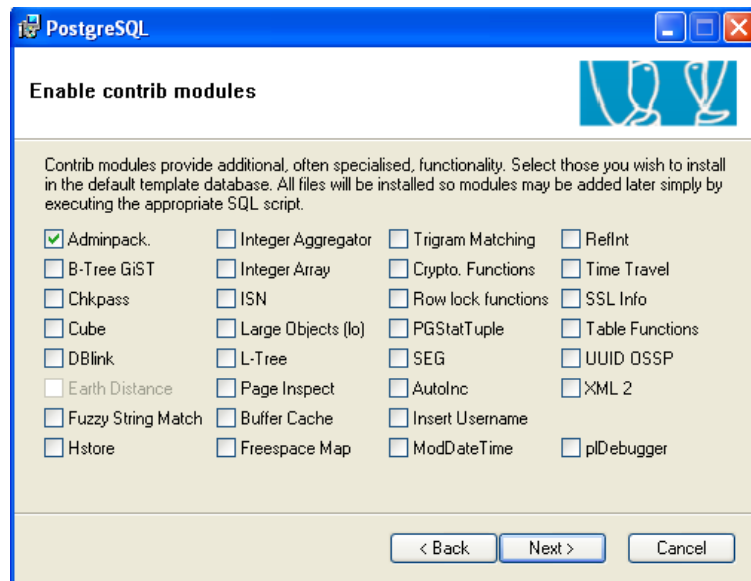 PostgreSQL
Enable contrib modules
Contrib modules provide additional, often specialised, functionality. Select those you wish to install
in the default template database. All files will be installed so modules may be added later simply by
executing the appropriate SQL script.
Adminpack. Integer Aggregator Trigram Matching RefInt
B-Tree GiST Integer Array Crypto. Functions Time Travel
Chkpass ISN Row lock functions SSL Info
Cube Large Objects (lo) PGStatTuple Table Functions
DBlink L-Tree SEG UUID OSSP
Earth Distance Page Inspect AutoInc XML 2
Fuzzy String Match Buffer Cache Insert Username
Hstore Freespace Map ModDateTime plDebugger
< Back Next > Cancel